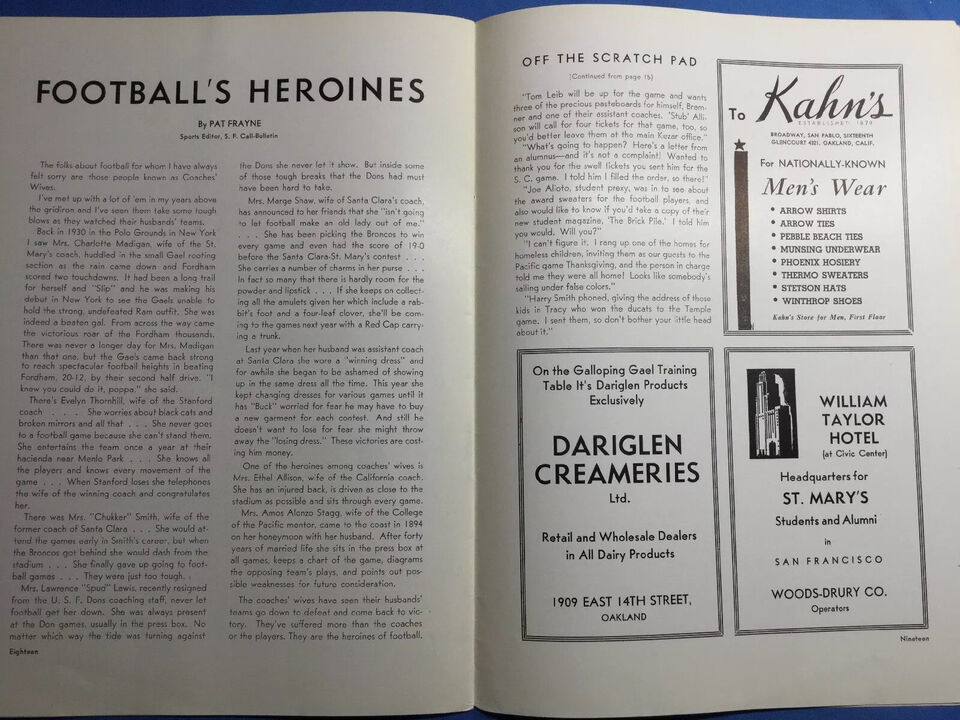 FOOTBALL'S HEROINES
By PAT FRAYNE
Sports Editor, S. F. Call-Bulletin
The folks about football for whom I have always
felt sorry are those people known as Coaches'
Wives.
I've met up with a lot of 'em in my years above
the gridiron and I've seen them take some tough
blows as they watched their husbands' teams.
Back in 1930 in the Polo Grounds in New York
I saw Mrs. Charlotte Madigan, wife of the St.
Mary's coach, huddled in the small Gael rooting
section as the rain came down and Fordham
scored two touchdowns. It had been a long trail
for herself and "Slip" and he was making his
debut in New York to see the Gaels unable to
hold the strong, undefeated Ram outfit. She was
indeed a beaten gal. From across the way came
the victorious roar of the Fordham thousands.
There was never a longer day for Mrs. Madigan
than that one, but the Gaels came back strong
to reach spectacular football heights in beating
Fordham, 20-12, by their second half drive. "I
knew you could do it, poppa," she said.
There's Evelyn Thornhill, wife of the Stanford
coach . . . She worries about black cats and
broken mirrors and all that . . . She never goes
to a football game because she can't stand them.
She entertains the team once a year at their
hacienda near Menlo Park . . . She knows all
the players and knows every movement of the
game . . . When Stanford loses she telephones
the wife of the winning coach and congratulates
her.
There was Mrs. "Chukker" Smith, wife of the
former coach of Santa Clara . . . She would at-
tend the games early in Smith's career, but when
the Broncos got behind she would dash from the
stadium . . . She finally gave up going to foot-
ball games . . . They were just too tough. .
Mrs. Lawrence "Spud" Lewis, recently resigned
from the U. S. F. Dons coaching staff, never let
football get her down. She was always present
at the Don games, usually in the press box. No
matter which way the tide was turning against
the Dons she never let it show. But inside some
of those tough breaks that the Dons had must
have been hard to take.
Mrs. Marge Shaw, wife of Santa Clara's coach,
has announced to her friends that she "isn't going
to let football make an old lady out of me."
. . . She has been picking the Broncos to win
every game and even had the score of 19-0
before the Santa Clara-St. Mary's contest . . .
She carries a number of charms in her purse . . .
In fact so many that there is hardly room for the
powder and lipstick . . . If she keeps on collect-
ing all the amulets given her which include a rab-
bit's foot and a four-leaf clover, she'll be com-
ing to the games next year with a Red Cap carry-
ing a trunk.
Last year when her husband was assistant coach
at Santa Clara she wore a "winning dress" and
for awhile she began to be ashamed of showing
up in the same dress all the time. This year she
kept changing dresses for various games until it
has "Buck" worried for fear he may have to buy
a new garment for each contest. And still he
doesn't want to lose for fear she might throw
away the "losing dress." These victories are cost-
ing him money.
One of the heroines among coaches' wives is
Mrs. Ethel Allison, wife of the California coach.
She has an injured back, is driven as close to the
stadium as possible and sits through every game.
Mrs. Amos Alonzo Stagg, wife of the College
of the Pacific mentor, came to the coast in 1894
on her honeymoon with her husband. After forty
years of married life she sits in the press box at
all games, keeps a chart of the game, diagrams
the opposing team's plays, and points out pos-
sible weaknesses for future consideration.
The coaches' wives have seen their husbands'
teams go down to defeat and come back to vic-
tory. They've suffered more than the coaches
or the players. They are the heroines of football.
Eighteen
OFF THE SCRATCH PAD
(Continued from page 15)
"Tom Leib will be up for the game and wants
three of the precious pasteboards for himself, Brem-
ner and one of their assistant coaches. 'Stub' Alli-
son will call for four tickets for that game, too, so
you'd better leave them at the main Kezar office."
"What's going to happen? Here's a letter from
an alumnus—and it's not a complaint! Wanted to
thank you for the swell tickets you sent him for the
S. C. game. I told him I filled the order, so there!"
"Joe Alioto, student prexy, was in to see about
the award sweaters for the football players, and
also would like to know if you'd take a copy of their
new student magazine, 'The Brick Pile.' I told him
you would. Will you?"
"I can't figure it. I rang up one of the homes for
homeless children, inviting them as our guests to the
Pacific game Thanksgiving, and the person in charge
told me they were all home! Looks like somebody's
sailing under false colors."
"Harry Smith phoned, giving the address of those
kids in Tracy who won the ducats to the Temple
game. I sent them, so don't bother your little head
about it."
To Kahn's
ESTABLISHED 1879
BROADWAY, SAN PABLO, SIXTEENTH
GLENCOURT 4321, OAKLAND, CALIF.
For NATIONALLY-KNOWN
Men's Wear
• ARROW SHIRTS
• ARROW TIES
• PEBBLE BEACH TIES
• MUNSING UNDERWEAR
• PHOENIX HOSIERY
• THERMO SWEATERS
• STETSON HATS
• WINTHROP SHOES
Kahn's Store for Men, First Floor
On the Galloping Gael Training
Table It's Dariglen Products
Exclusively
DARIGLEN
CREAMERIES
Ltd.
Retail and Wholesale Dealers
in All Dairy Products
1909 EAST 14TH STREET,
OAKLAND
WILLIAM
TAYLOR
HOTEL
(at Civic Center)
Headquarters for
ST. MARY'S
Students and Alumni
in
SAN FRANCISCO
WOODS-DRURY CO.
Operators
Nineteen